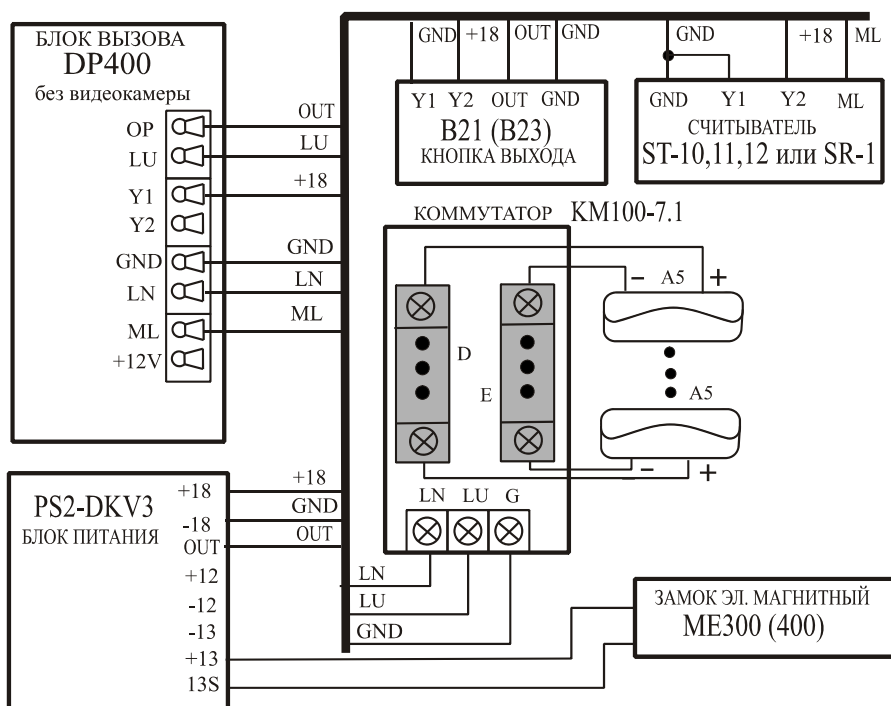 БЛОК ВЫЗОВА
DP400
без видеокамеры
OP
LU
Y1
Y2
GND
LN
ML
+12V
OUT
LU
+18
GND
LN
ML
GND +18 OUT GND
Y1 Y2 OUT GND
B21 (B23)
КНОПКА ВЫХОДА
GND +18 ML
GND Y1 Y2 ML
СЧИТЫВАТЕЛЬ
ST-10,11,12 или SR-1
КОММУТАТОР KM100-7.1
D
E
− A5 +
A5
− +
LN LU G
PS2-DKV3
БЛОК ПИТАНИЯ
+18
-18
OUT
+12
-12
-13
+13
13S
+18
GND
OUT
LN
LU
GND
ЗАМОК ЭЛ. МАГНИТНЫЙ
ME300 (400)